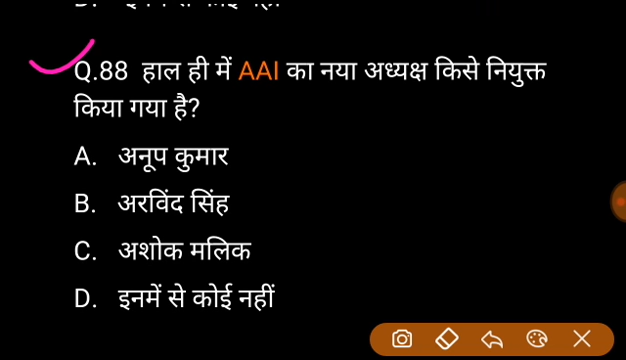 Q.88 हाल ही में AAI का नया अध्यक्ष किसे नियुक्त
किया गया है?
A. अनूप कुमार
B. अरविंद सिंह
C. अशोक मलिक
D. इनमें से कोई नहीं